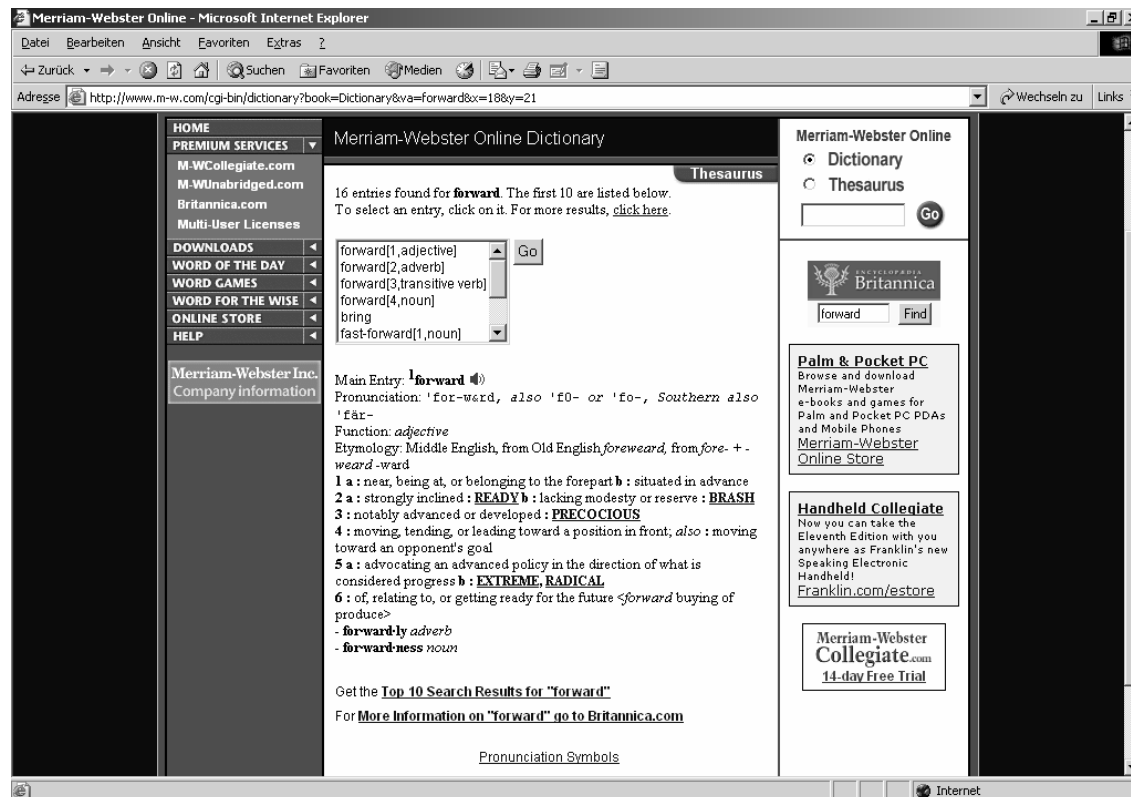 Merriam-Webster Online - Microsoft Internet Explorer
Datei Bearbeiten Ansicht Favoriten Extras ?
Zurück Suchen Favoriten Medien
Adresse http://www.m-w.com/cgi-bin/dictionary?book=Dictionary&va=forward&x=18&y=21 Wechseln zu Links
HOME
PREMIUM SERVICES
M-WCollegiate.com
M-WUnabridged.com
Britannica.com
Multi-User Licenses
DOWNLOADS
WORD OF THE DAY
WORD GAMES
WORD FOR THE WISE
ONLINE STORE
HELP
Merriam-Webster Inc.
Company information
Merriam-Webster Online Dictionary
Thesaurus
16 entries found for forward. The first 10 are listed below.
To select an entry, click on it. For more results, click here.
forward[1,adjective]
forward[2,adverb]
forward[3,transitive verb]
forward[4,noun]
bring
fast-forward[1,noun]
Go
Main Entry: 1for·ward
Pronunciation: 'for-w&rd, also 'fO- or 'fo-, Southern also
'fär-
Function: adjective
Etymology: Middle English, from Old English foreweard, from fore- + -
weard -ward
1 a : near, being at, or belonging to the forepart b : situated in advance
2 a : strongly inclined : READY b : lacking modesty or reserve : BRASH
3 : notably advanced or developed : PRECOCIOUS
4 : moving, tending, or leading toward a position in front; also : moving
toward an opponent's goal
5 a : advocating an advanced policy in the direction of what is
considered progress b : EXTREME, RADICAL
6 : of, relating to, or getting ready for the future <forward buying of
produce>
- for·ward·ly adverb
- for·ward·ness noun
Get the Top 10 Search Results for "forward"
For More Information on "forward" go to Britannica.com
Pronunciation Symbols
Merriam-Webster Online
Dictionary
Thesaurus
Go
ENCYCLOPÆDIA
Britannica
forward Find
Palm & Pocket PC
Browse and download
Merriam-Webster
e-books and games for
Palm and Pocket PC PDAs
and Mobile Phones
Merriam-Webster
Online Store
Handheld Collegiate
Now you can take the
Eleventh Edition with you
anywhere as Franklin's new
Speaking Electronic
Handheld!
Franklin.com/estore
Merriam-Webster
Collegiate.com
14-day Free Trial
Internet